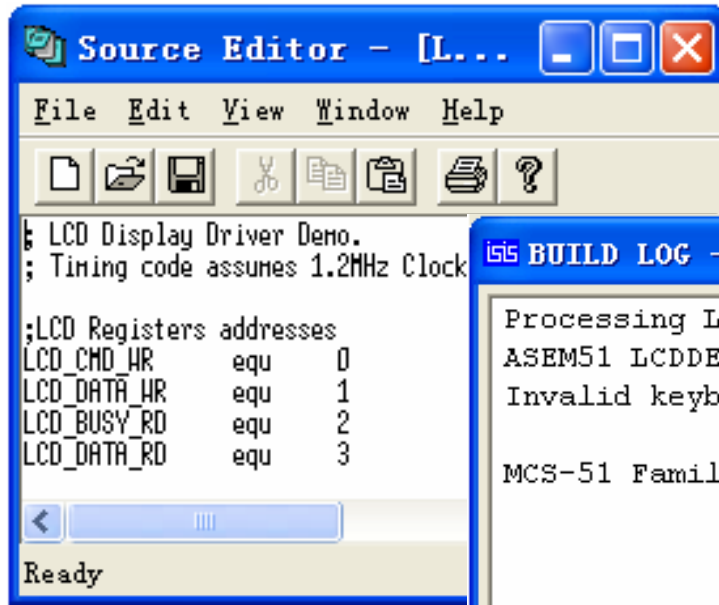 Source Editor - [L...
File Edit View Window Help
; LCD Display Driver Demo.
; Timing code assumes 1.2MHz Clock
;LCD Registers addresses
LCD_CMD_WR equ 0
LCD_DATA_WR equ 1
LCD_BUSY_RD equ 2
LCD_DATA_RD equ 3
Ready
isis BUILD LOG -
Processing L
ASEM51 LCDDE
Invalid keyb
MCS-51 Famil